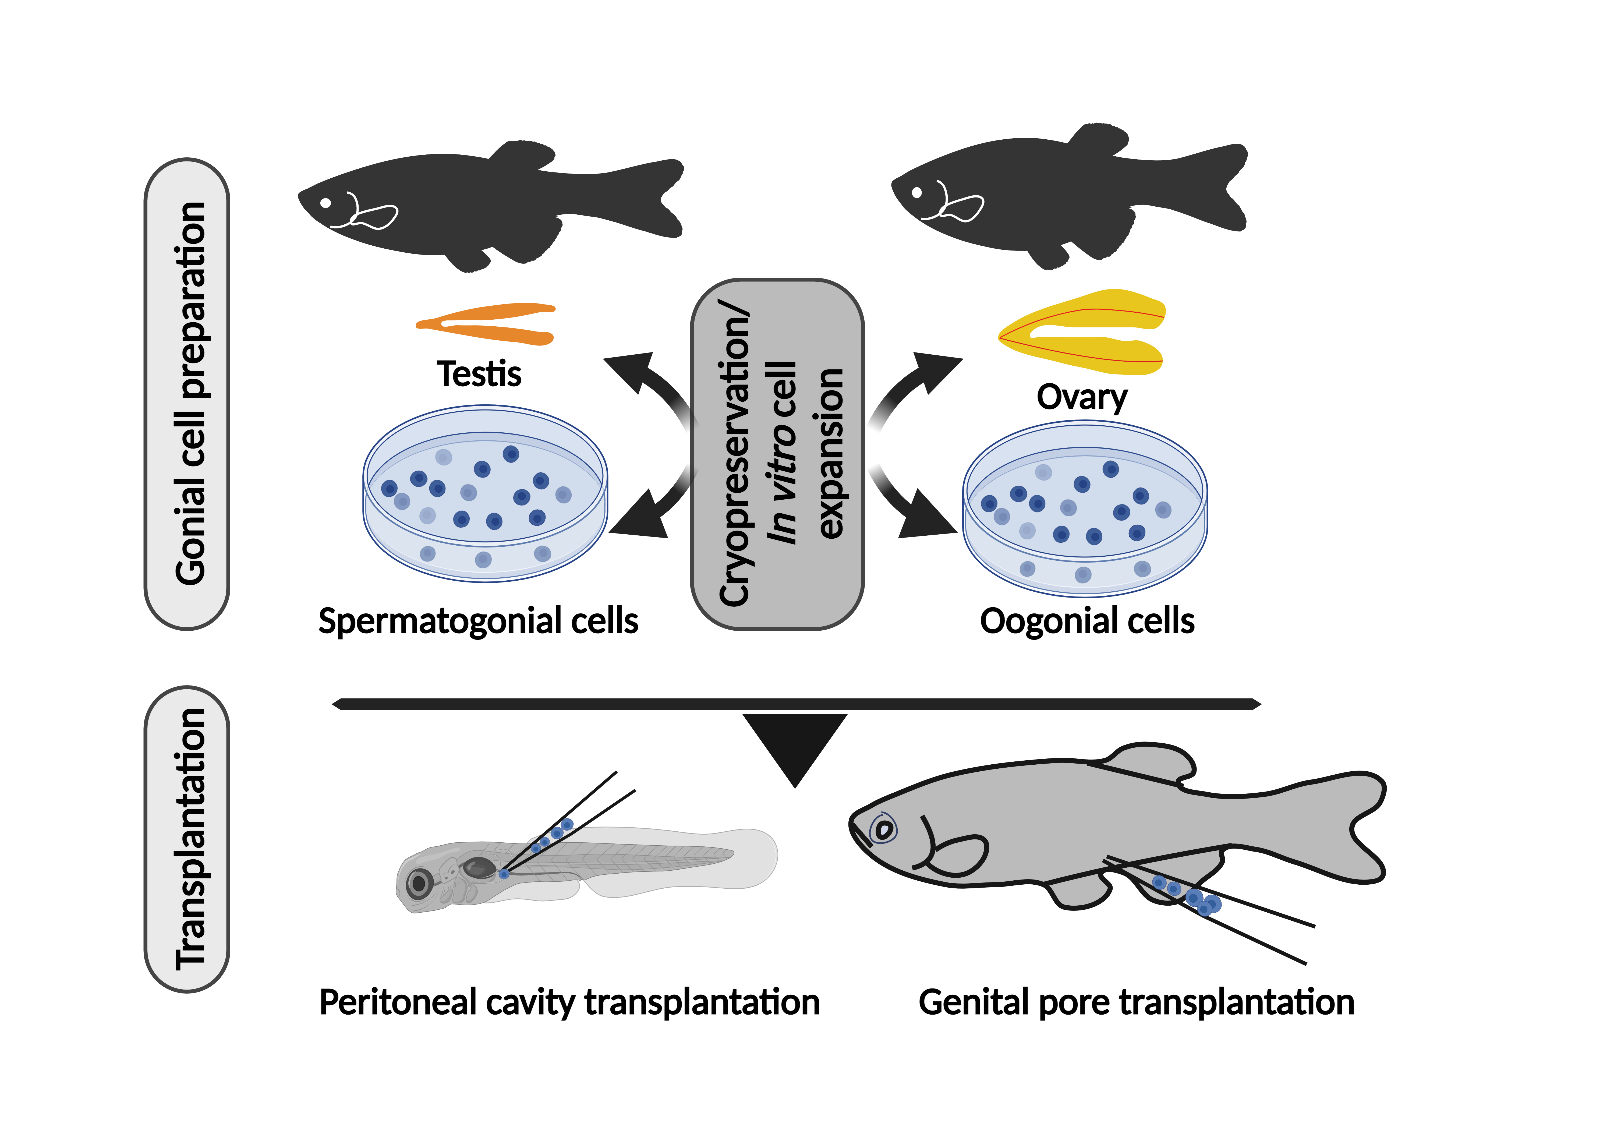 Gonial cell preparation
Testis
Spermatogonial cells
Cryopreservation/
In vitro cell
expansion
Ovary
Oogonial cells
Transplantation
Peritoneal cavity transplantation
Genital pore transplantation